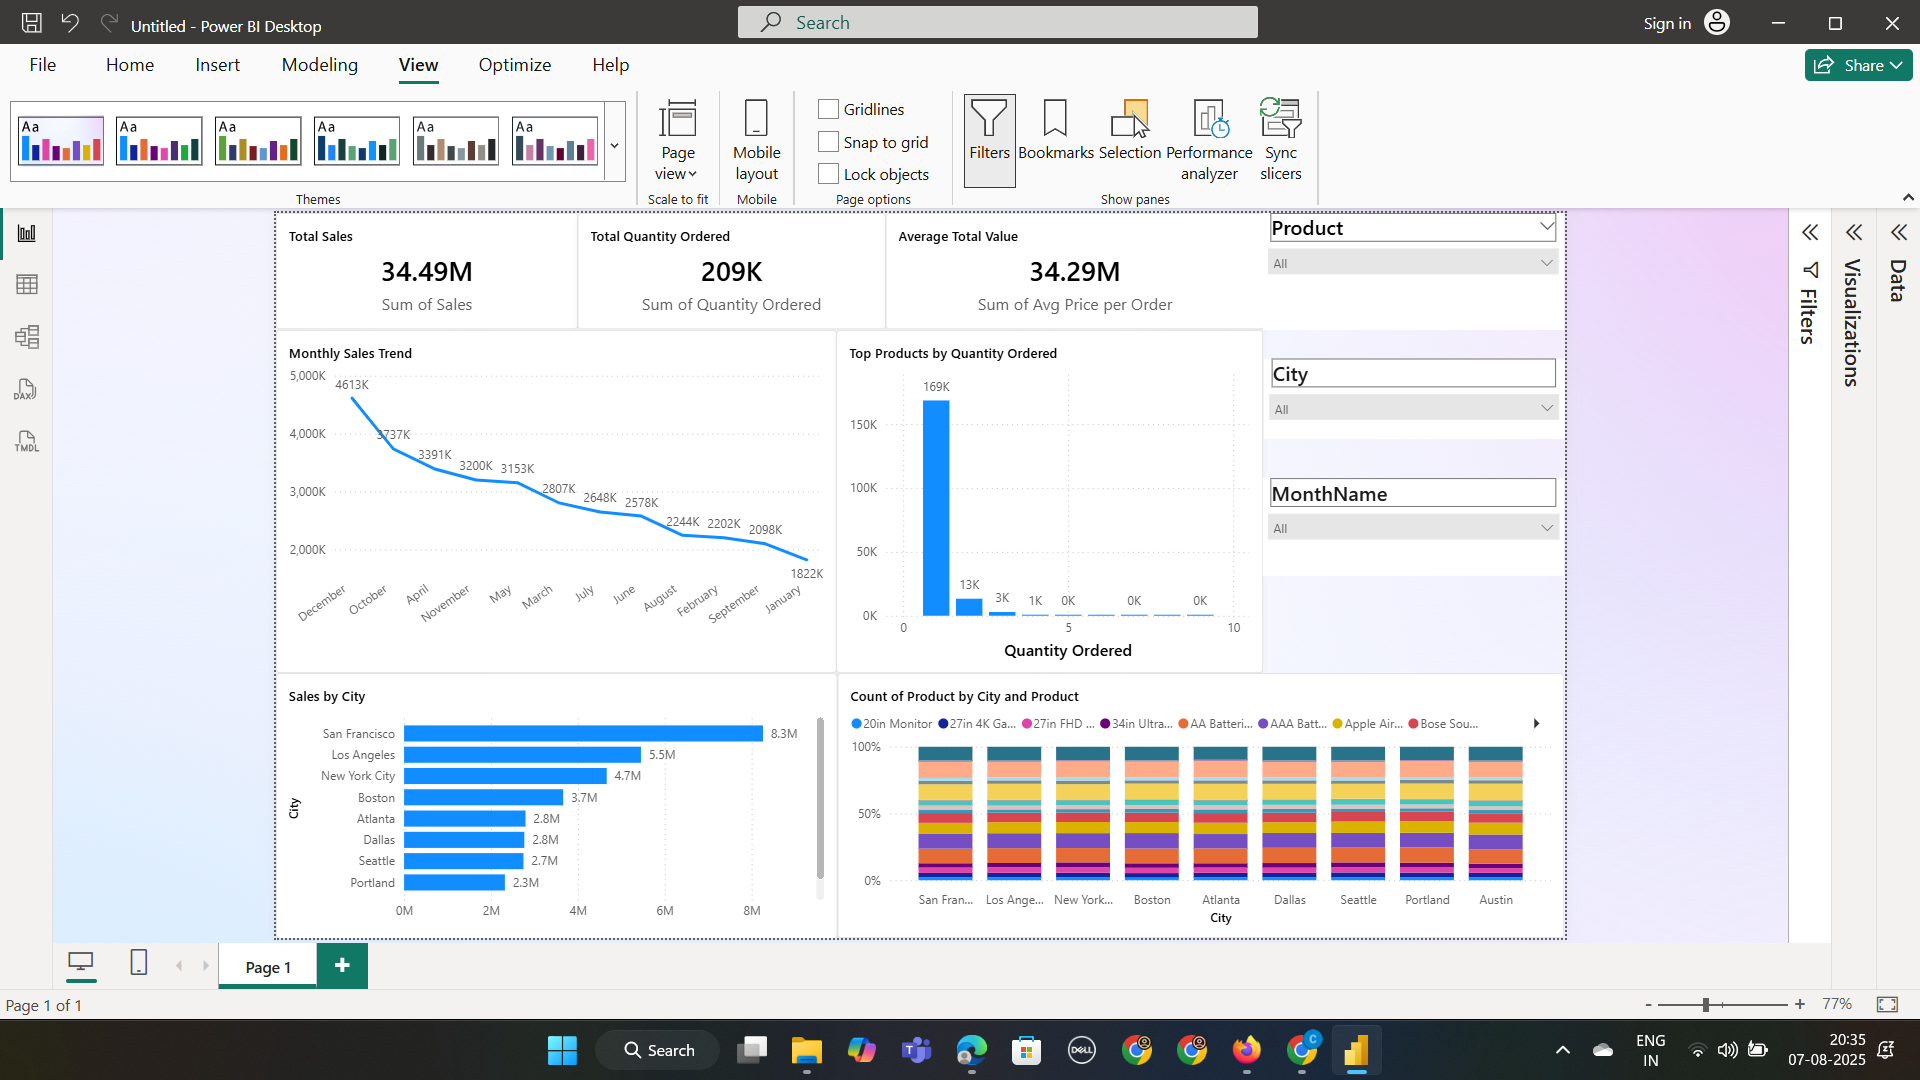 Untitled - Power BI Desktop
Search
Sign in
File Home Insert Modeling View Optimize Help
Share
Aa Aa Aa Aa Aa Aa
Themes
Page view
Scale to fit
Mobile layout
Mobile
Gridlines
Snap to grid
Lock objects
Page options
Filters
Bookmarks
Selection
Performance analyzer
Sync slicers
Show panes
DAX
TMDL
Total Sales
34.49M
Sum of Sales
Total Quantity Ordered
209K
Sum of Quantity Ordered
Average Total Value
34.29M
Sum of Avg Price per Order
Product
All
City
All
MonthName
All
Filters
Visualizations
Data
Monthly Sales Trend
5,000K
4,000K
3,000K
2,000K
4613K
3737K
3391K
3200K
3153K
2807K
2648K
2578K
2244K
2202K
2098K
1822K
December October April November May March July June August February September January
Top Products by Quantity Ordered
150K
100K
50K
0K
169K
13K
3K
1K
0K
0K
0K
0 5 10
Quantity Ordered
Sales by City
City
San Francisco 8.3M
Los Angeles 5.5M
New York City 4.7M
Boston 3.7M
Atlanta 2.8M
Dallas 2.8M
Seattle 2.7M
Portland 2.3M
0M 2M 4M 6M 8M
Count of Product by City and Product
20in Monitor 27in 4K Ga... 27in FHD ... 34in Ultra... AA Batteri... AAA Batt... Apple Air... Bose Sou...
100%
50%
0%
San Fran... Los Ange... New York... Boston Atlanta Dallas Seattle Portland Austin
City
Page 1
+
Page 1 of 1
- + 77%
Search
DELL
C
ENG
IN
20:35
07-08-2025